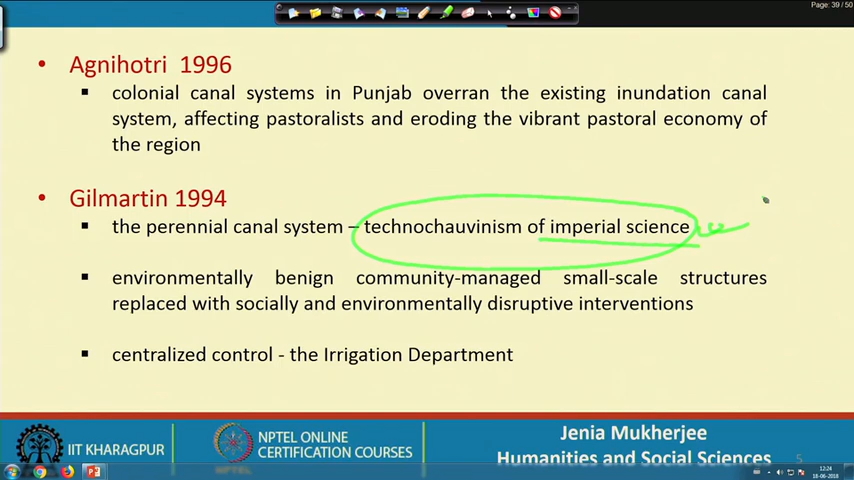 Page: 39 / 50
• Agnihotri 1996
▪ colonial canal systems in Punjab overran the existing inundation canal
system, affecting pastoralists and eroding the vibrant pastoral economy of
the region
• Gilmartin 1994
▪ the perennial canal system – technochauvinism of imperial science
▪ environmentally benign community-managed small-scale structures
replaced with socially and environmentally disruptive interventions
▪ centralized control - the Irrigation Department
IIT KHARAGPUR
NPTEL ONLINE
CERTIFICATION COURSES
Jenia Mukherjee
Humanities and Social Sciences
5
12:24
18-06-2018